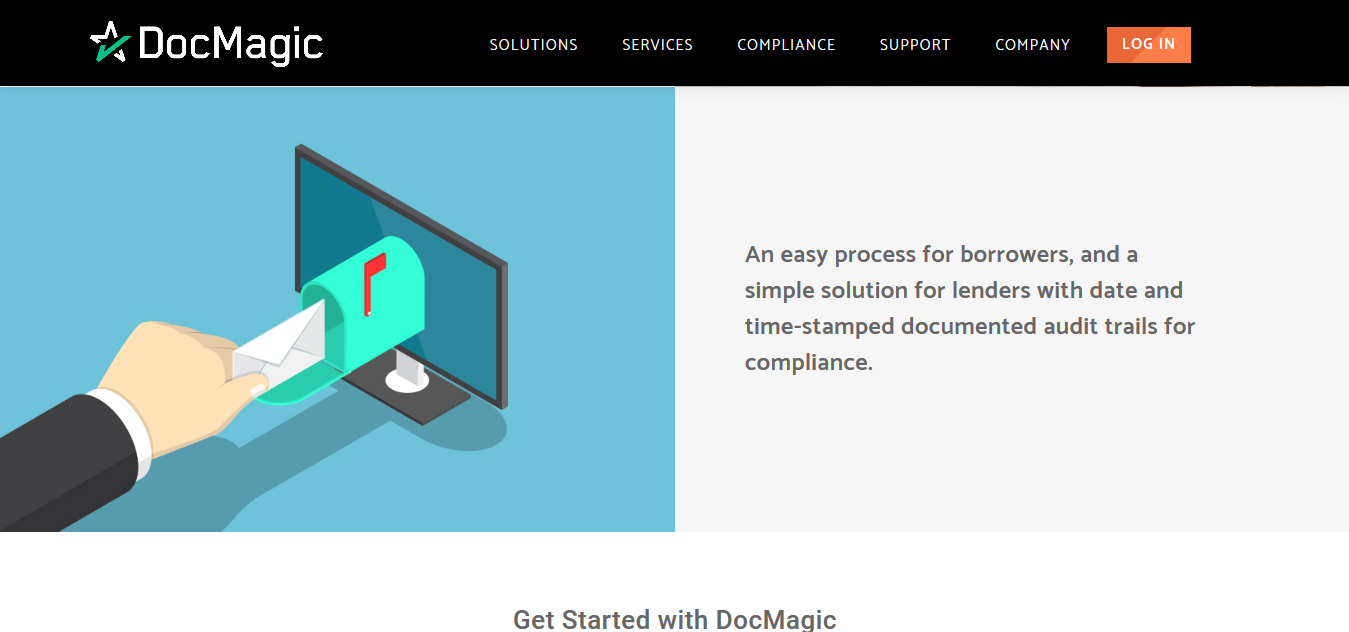 DocMagic
SOLUTIONS SERVICES COMPLIANCE SUPPORT COMPANY LOG IN
An easy process for borrowers, and a
simple solution for lenders with date and
time-stamped documented audit trails for
compliance.
Get Started with DocMagic